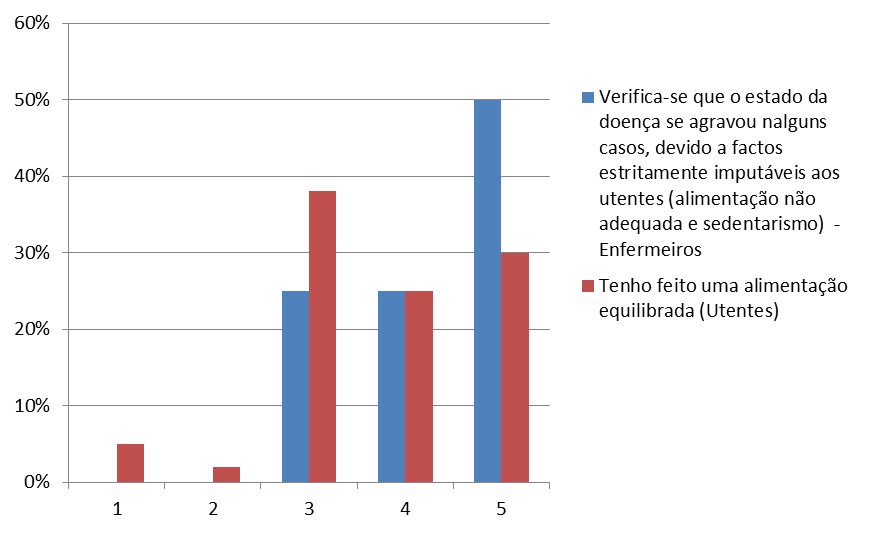 60%
50%
40%
30%
20%
10%
0%
1 2 3 4 5
Verifica-se que o estado da
doença se agravou nalguns
casos, devido a factos
estritamente imputáveis aos
utentes (alimentação não
adequada e sedentarismo) -
Enfermeiros
Tenho feito uma alimentação
equilibrada (Utentes)